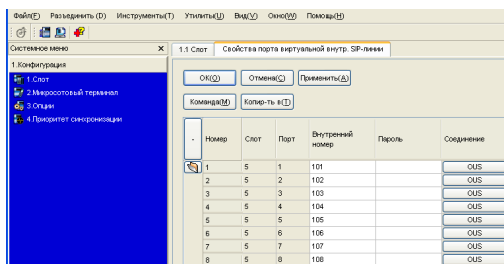 Файл(F) Разъединить (D) Инструменты(T) Утилиты(U) Вид(V) Окно(W) Помощь(H)
Системное меню
1.1 Слот Свойства порта виртуальной внутр. SIP-линии
1.Конфигурация
1.Слот
2.Микросотовый терминал
3.Опции
4.Приоритет синхронизации
OK(O) Отмена(C) Применить(A)
Команда(M) Копир-ть в(T)
- Номер Слот Порт Внутренний номер Пароль Соединение
1 5 1 101 OUS
2 5 2 102 OUS
3 5 3 103 OUS
4 5 4 104 OUS
5 5 5 105 OUS
6 5 6 106 OUS
7 5 7 107 OUS
8 5 8 108 OUS